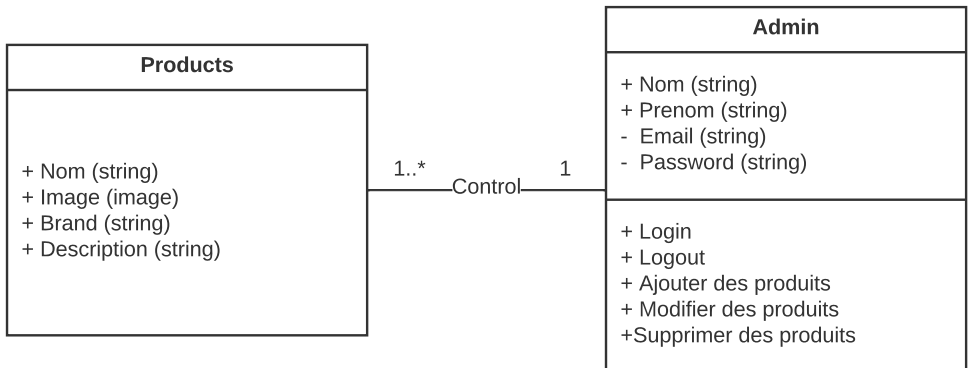 Products
+ Nom (string)
+ Image (image)
+ Brand (string)
+ Description (string)
1..*
Control
1
Admin
+ Nom (string)
+ Prenom (string)
- Email (string)
- Password (string)
+ Login
+ Logout
+ Ajouter des produits
+ Modifier des produits
+Supprimer des produits